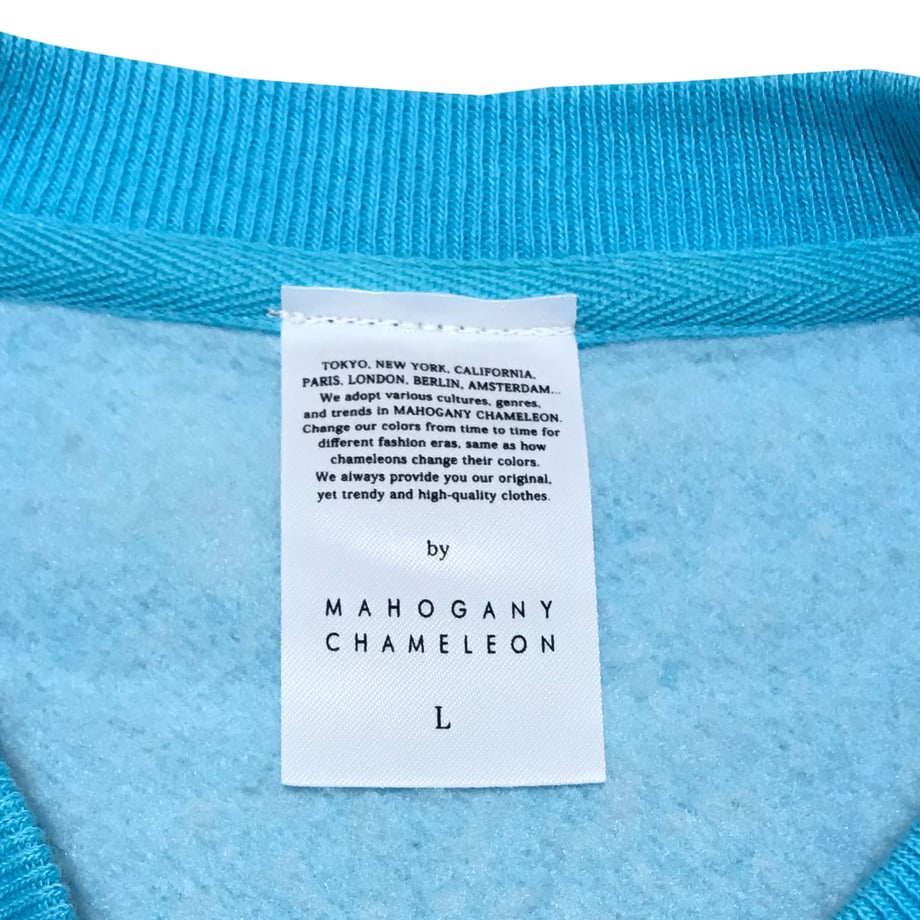 TOKYO, NEW YORK, CALIFORNIA,
PARIS, LONDON, BERLIN, AMSTERDAM...
We adopt various cultures, genres,
and trends in MAHOGANY CHAMELEON.
Change our colors from time to time for
different fashion eras, same as how
chameleons change their colors.
We always provide you our original,
yet trendy and high-quality clothes.
by
MAHOGANY
CHAMELEON
L